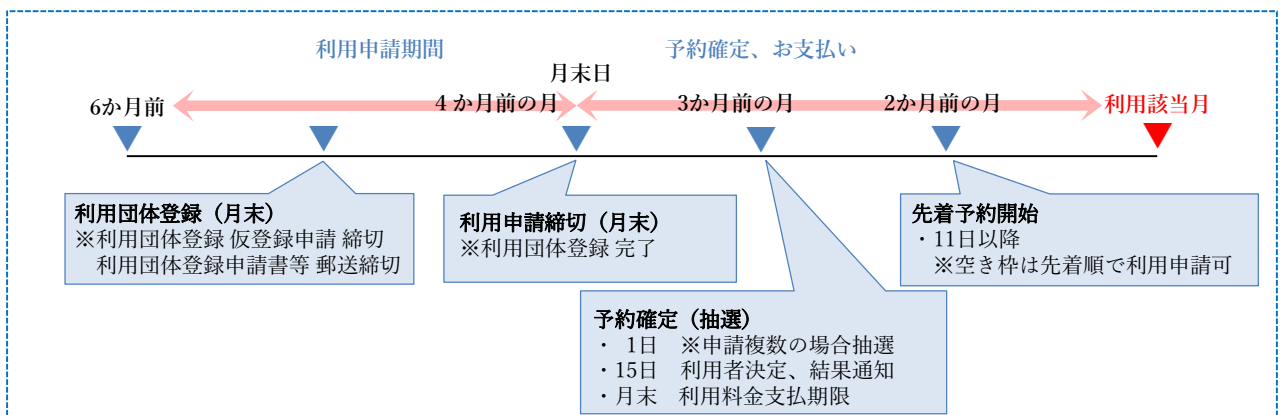 利用申請期間
予約確定、お支払い
月末日
6か月前
4 か月前の月
3か月前の月
2か月前の月
利用該当月
利用団体登録（月末）
※利用団体登録 仮登録申請 締切
利用団体登録申請書等 郵送締切
利用申請締切（月末）
※利用団体登録 完了
予約確定（抽選）
・ 1日 ※申請複数の場合抽選
・15日 利用者決定、結果通知
・月末 利用料金支払期限
先着予約開始
・11日以降
※空き枠は先着順で利用申請可